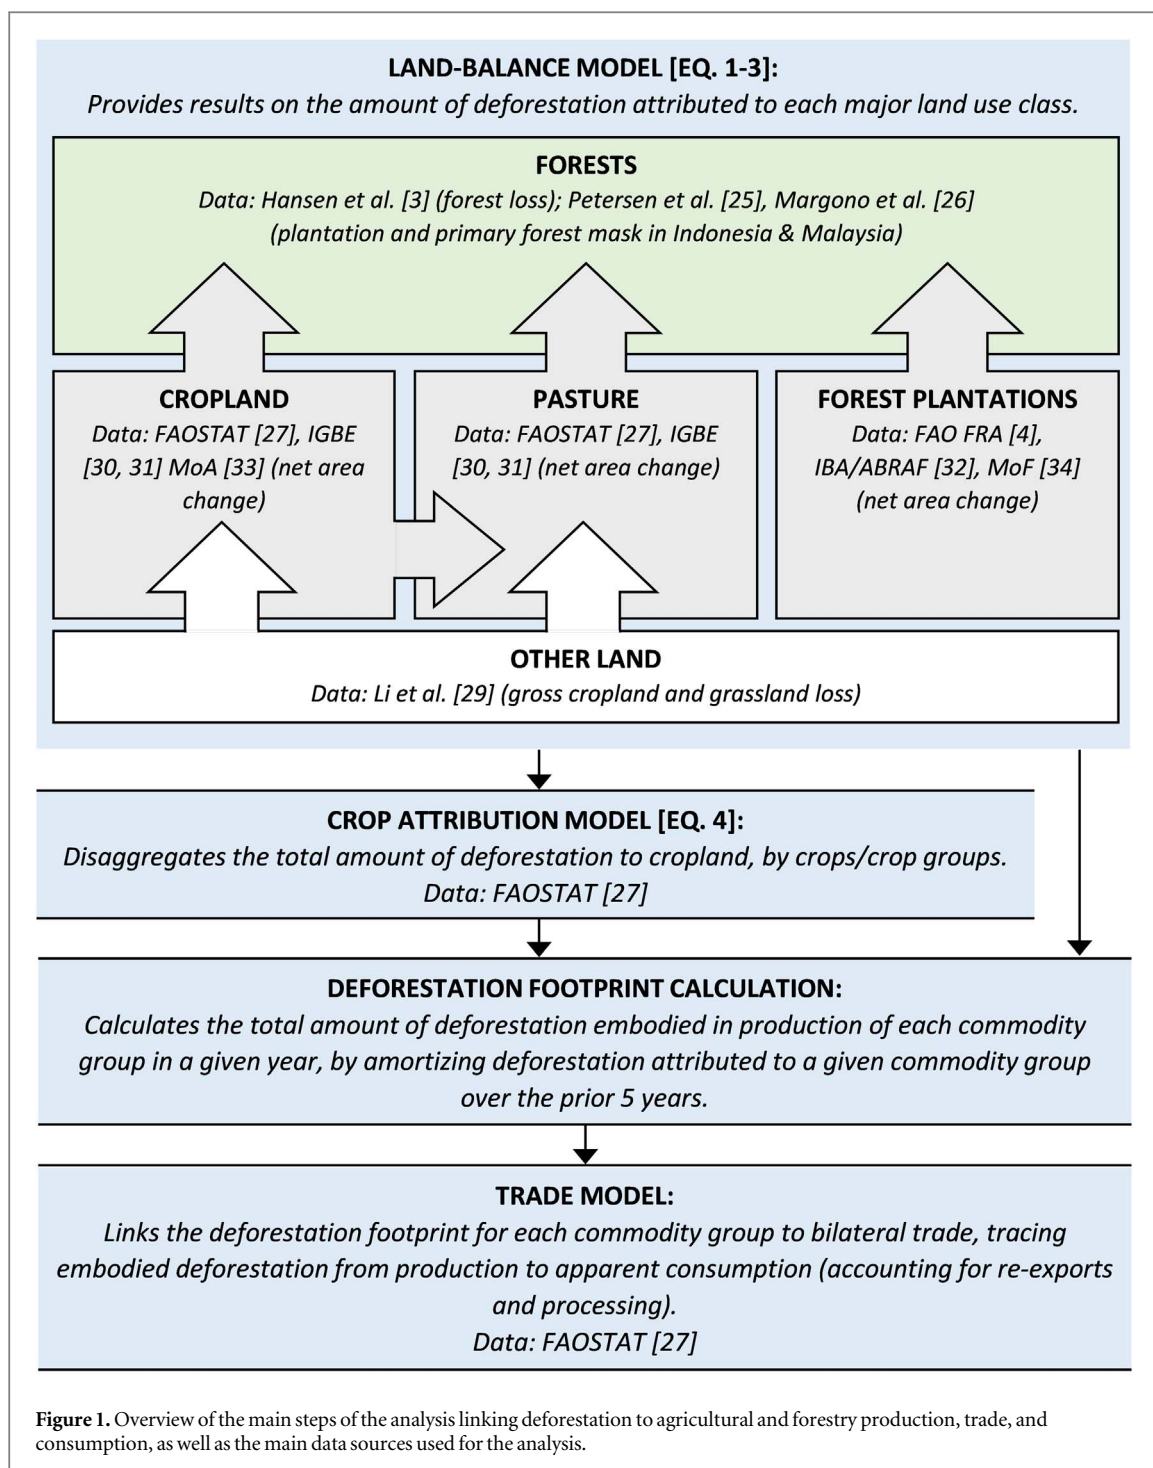 LAND-BALANCE MODEL [EQ. 1-3]:
Provides results on the amount of deforestation attributed to each major land use class.
FORESTS
Data: Hansen et al. [3] (forest loss); Petersen et al. [25], Margono et al. [26]
(plantation and primary forest mask in Indonesia & Malaysia)
CROPLAND
Data: FAOSTAT [27], IGBE
[30, 31] MoA [33] (net area
change)
PASTURE
Data: FAOSTAT [27], IGBE
[30, 31] (net area change)
FOREST PLANTATIONS
Data: FAO FRA [4],
IBA/ABRAF [32], MoF [34]
(net area change)
OTHER LAND
Data: Li et al. [29] (gross cropland and grassland loss)
CROP ATTRIBUTION MODEL [EQ. 4]:
Disaggregates the total amount of deforestation to cropland, by crops/crop groups.
Data: FAOSTAT [27]
DEFORESTATION FOOTPRINT CALCULATION:
Calculates the total amount of deforestation embodied in production of each commodity
group in a given year, by amortizing deforestation attributed to a given commodity group
over the prior 5 years.
TRADE MODEL:
Links the deforestation footprint for each commodity group to bilateral trade, tracing
embodied deforestation from production to apparent consumption (accounting for re-exports
and processing).
Data: FAOSTAT [27]
Figure 1. Overview of the main steps of the analysis linking deforestation to agricultural and forestry production, trade, and
consumption, as well as the main data sources used for the analysis.